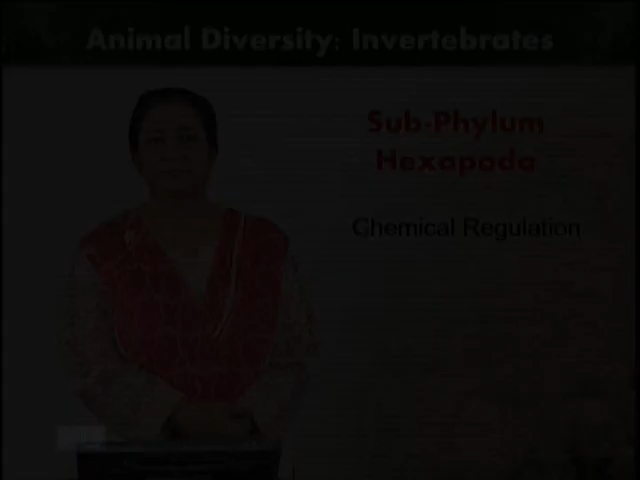 Animal Diversity: Invertebrates
Sub-Phylum
Hexapoda
Chemical Regulation